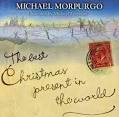 MICHAEL MORPURGO
The best
Christmas
present in
the world